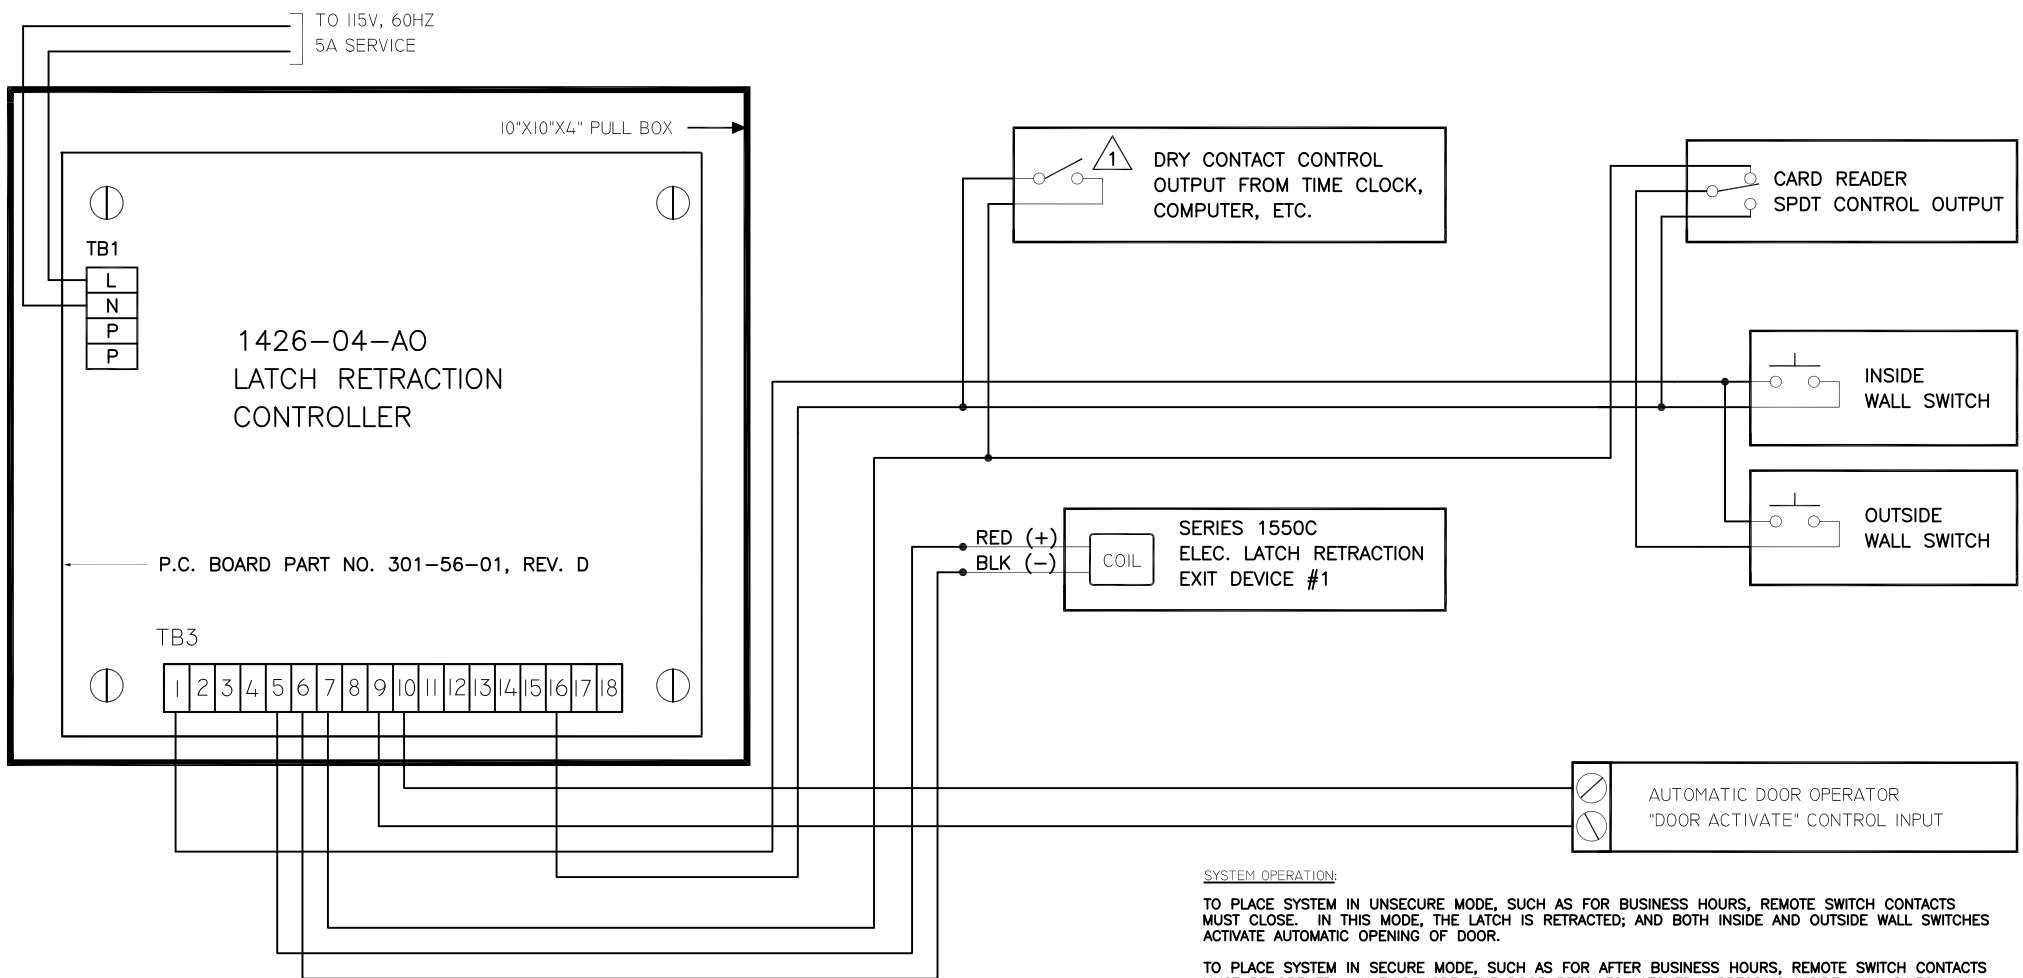 TO 115V, 60HZ
5A SERVICE
10"X10"X4" PULL BOX
TB1
L
N
P
P
1426-04-AO
LATCH RETRACTION
CONTROLLER
P.C. BOARD PART NO. 301-56-01, REV. D
TB3
1 2 3 4 5 6 7 8 9 10 11 12 13 14 15 16 17 18
1
DRY CONTACT CONTROL
OUTPUT FROM TIME CLOCK,
COMPUTER, ETC.
CARD READER
SPDT CONTROL OUTPUT
INSIDE
WALL SWITCH
OUTSIDE
WALL SWITCH
RED (+)
BLK (-)
COIL
SERIES 1550C
ELEC. LATCH RETRACTION
EXIT DEVICE #1
AUTOMATIC DOOR OPERATOR
"DOOR ACTIVATE" CONTROL INPUT
SYSTEM OPERATION:
TO PLACE SYSTEM IN UNSECURE MODE, SUCH AS FOR BUSINESS HOURS, REMOTE SWITCH CONTACTS
MUST CLOSE. IN THIS MODE, THE LATCH IS RETRACTED; AND BOTH INSIDE AND OUTSIDE WALL SWITCHES
ACTIVATE AUTOMATIC OPENING OF DOOR.
TO PLACE SYSTEM IN SECURE MODE, SUCH AS FOR AFTER BUSINESS HOURS, REMOTE SWITCH CONTACTS